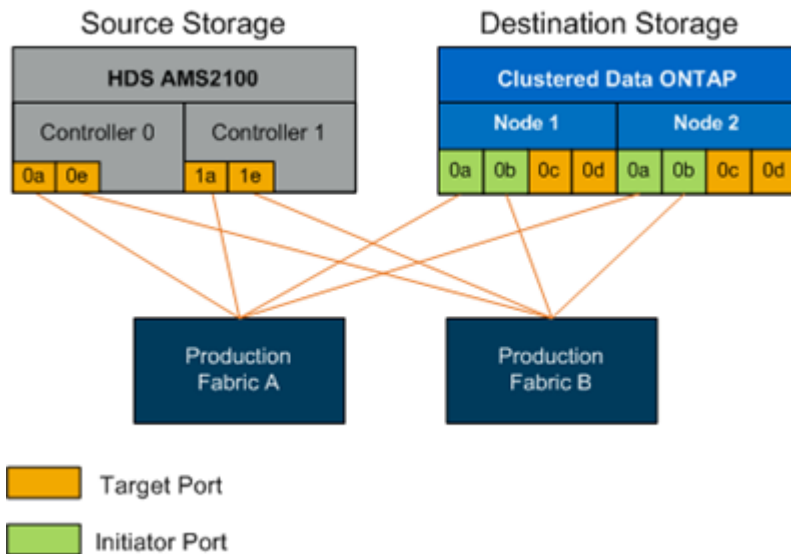 Source Storage
Destination Storage
HDS AMS2100
Clustered Data ONTAP
Controller 0
Controller 1
Node 1
Node 2
0a 0e
1a 1e
0a 0b 0c 0d 0a 0b 0c 0d
Production
Fabric A
Production
Fabric B
Target Port
Initiator Port